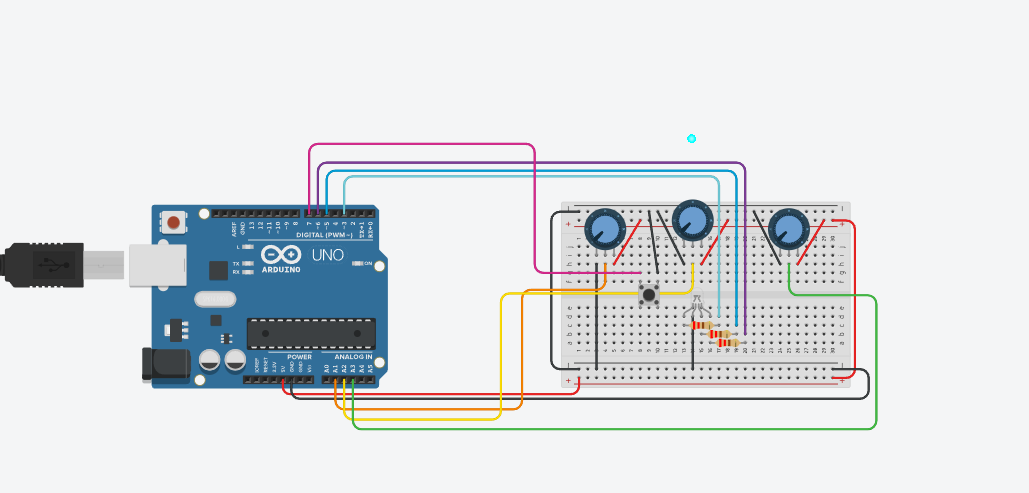 AREF
GND
13
12
~11
~10
~9
8
7
~6
~5
4
~3
2
TX→1
RX←0
DIGITAL (PWM~)
L
TX
RX
UNO
ARDUINO
ON
POWER
ANALOG IN
IOREF
RESET
3.3V
5V
GND
GND
Vin
A0
A1
A2
A3
A4
A5